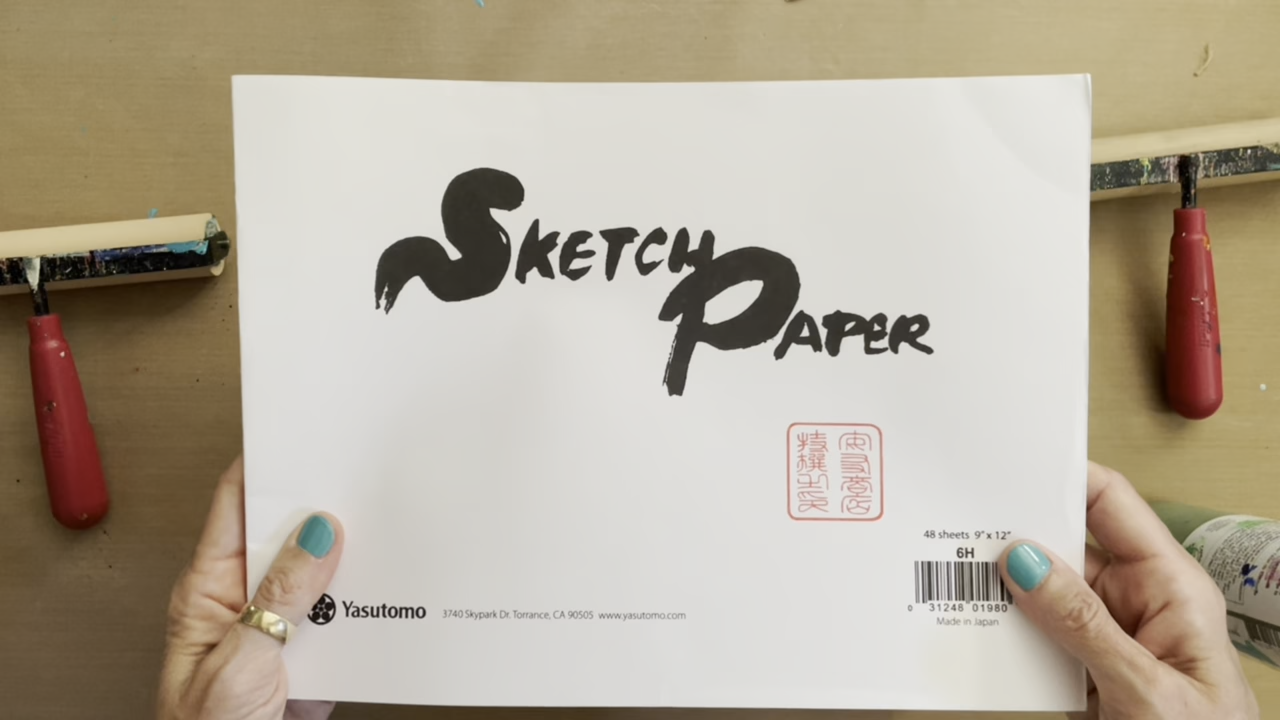 SKETCH
PAPER
48 sheets 9" x 12"
6H
0 31248 01980
Made in Japan
Yasutomo 3740 Skypark Dr. Torrance, CA 90505 www.yasutomo.com